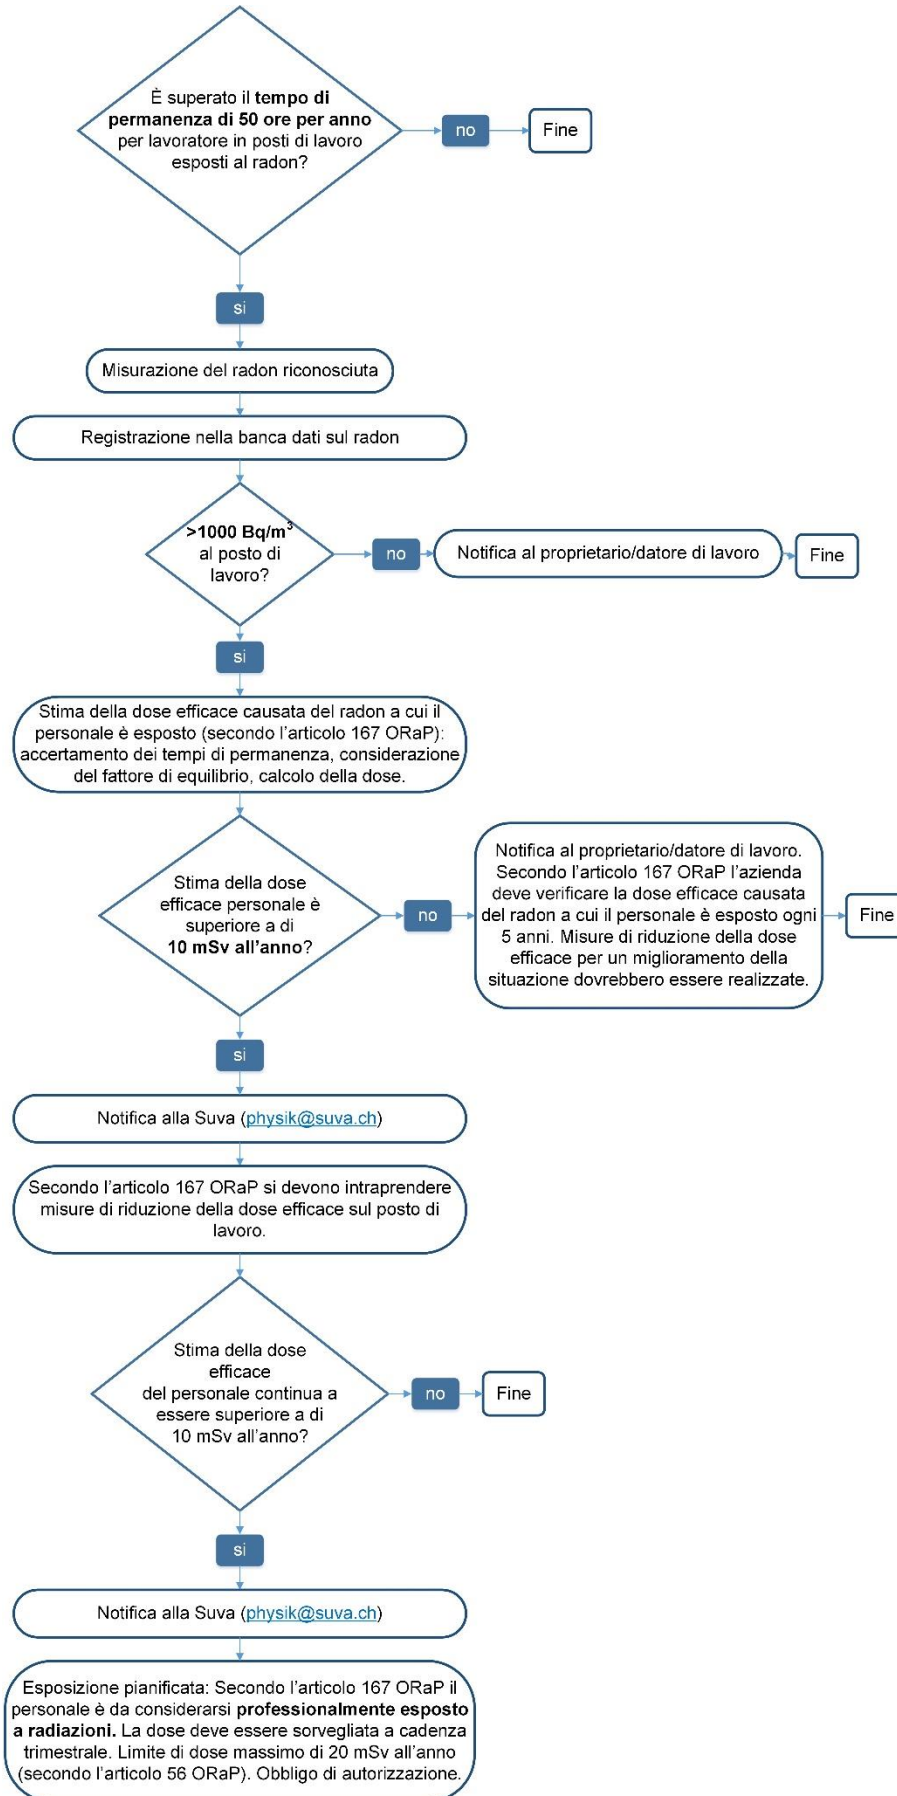 È superato il tempo di
permanenza di 50 ore per anno
per lavoratore in posti di lavoro
esposti al radon?
no
Fine
si
Misurazione del radon riconosciuta
Registrazione nella banca dati sul radon
>1000 Bq/m³
al posto di
lavoro?
no
Notifica al proprietario/datore di lavoro
Fine
si
Stima della dose efficace causata del radon a cui il
personale è esposto (secondo l’articolo 167 ORaP):
accertamento dei tempi di permanenza, considerazione
del fattore di equilibrio, calcolo della dose.
Stima della dose
efficace personale è
superiore a di
10 mSv all’anno?
no
Notifica al proprietario/datore di lavoro.
Secondo l’articolo 167 ORaP l’azienda
deve verificare la dose efficace causata
del radon a cui il personale è esposto ogni
5 anni. Misure di riduzione della dose
efficace per un miglioramento della
situazione dovrebbero essere realizzate.
Fine
si
Notifica alla Suva (physik@suva.ch)
Secondo l’articolo 167 ORaP si devono intraprendere
misure di riduzione della dose efficace sul posto di
lavoro.
Stima della dose
efficace
del personale continua a
essere superiore a di
10 mSv all’anno?
no
Fine
si
Notifica alla Suva (physik@suva.ch)
Esposizione pianificata: Secondo l’articolo 167 ORaP il
personale è da considerarsi professionalmente esposto
a radiazioni. La dose deve essere sorvegliata a cadenza
trimestrale. Limite di dose massimo di 20 mSv all’anno
(secondo l’articolo 56 ORaP). Obbligo di autorizzazione.